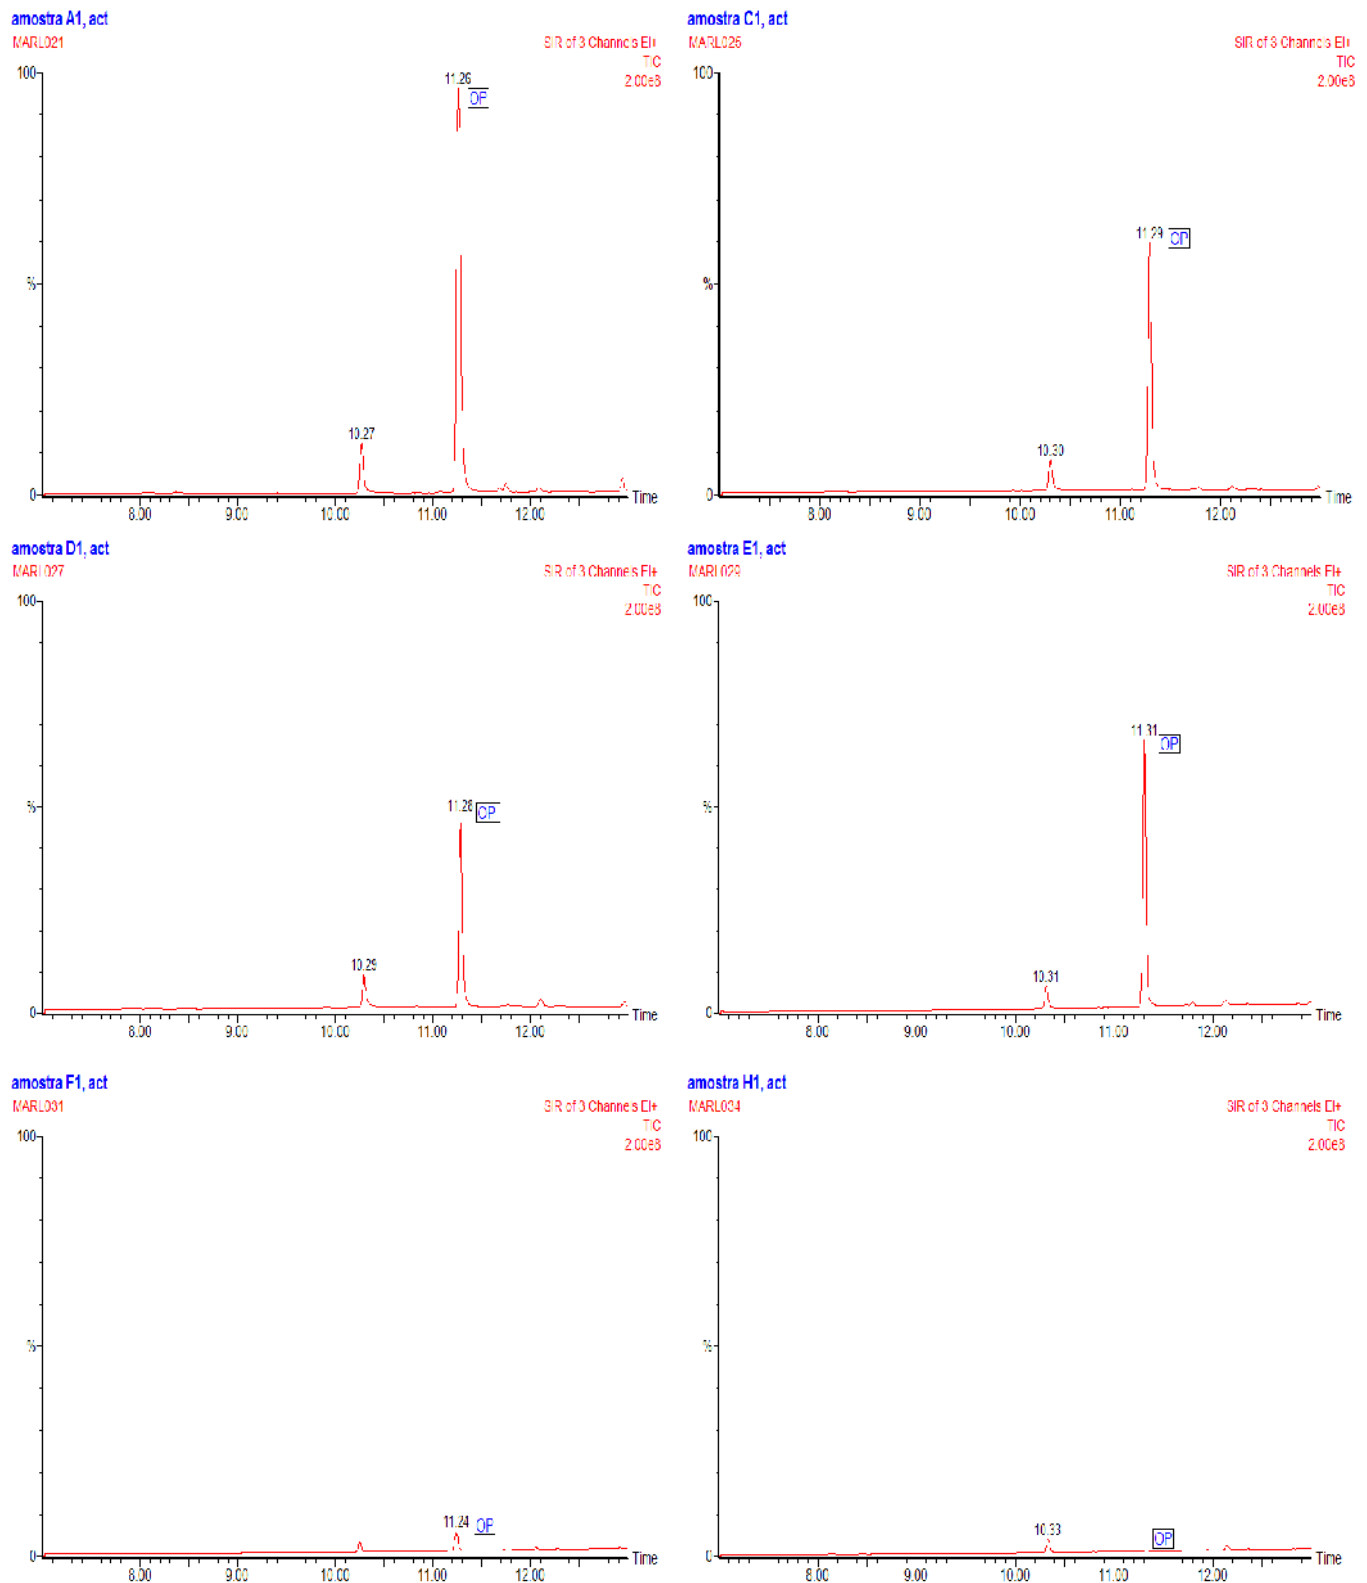 amostra A1, act
MARL021
SIR of 3 Channels EI+
TIC
2.00e8
100
11.26
OP
%
10.27
0
Time
8.00 9.00 10.00 11.00 12.00
amostra C1, act
MARL025
SIR of 3 Channels EI+
TIC
2.00e8
100
11.29 OP
%
10.30
0
Time
8.00 9.00 10.00 11.00 12.00
amostra D1, act
MARL027
SIR of 3 Channels EI+
TIC
2.00e8
100
%
11.28 OP
10.29
0
Time
8.00 9.00 10.00 11.00 12.00
amostra E1, act
MARL029
SIR of 3 Channels EI+
TIC
2.00e8
100
11.31
OP
%
10.31
0
Time
8.00 9.00 10.00 11.00 12.00
amostra F1, act
MARL031
SIR of 3 Channels EI+
TIC
2.00e8
100
%
11.24 OP
0
Time
8.00 9.00 10.00 11.00 12.00
amostra H1, act
MARL034
SIR of 3 Channels EI+
TIC
2.00e8
100
%
10.33
OP
0
Time
8.00 9.00 10.00 11.00 12.00